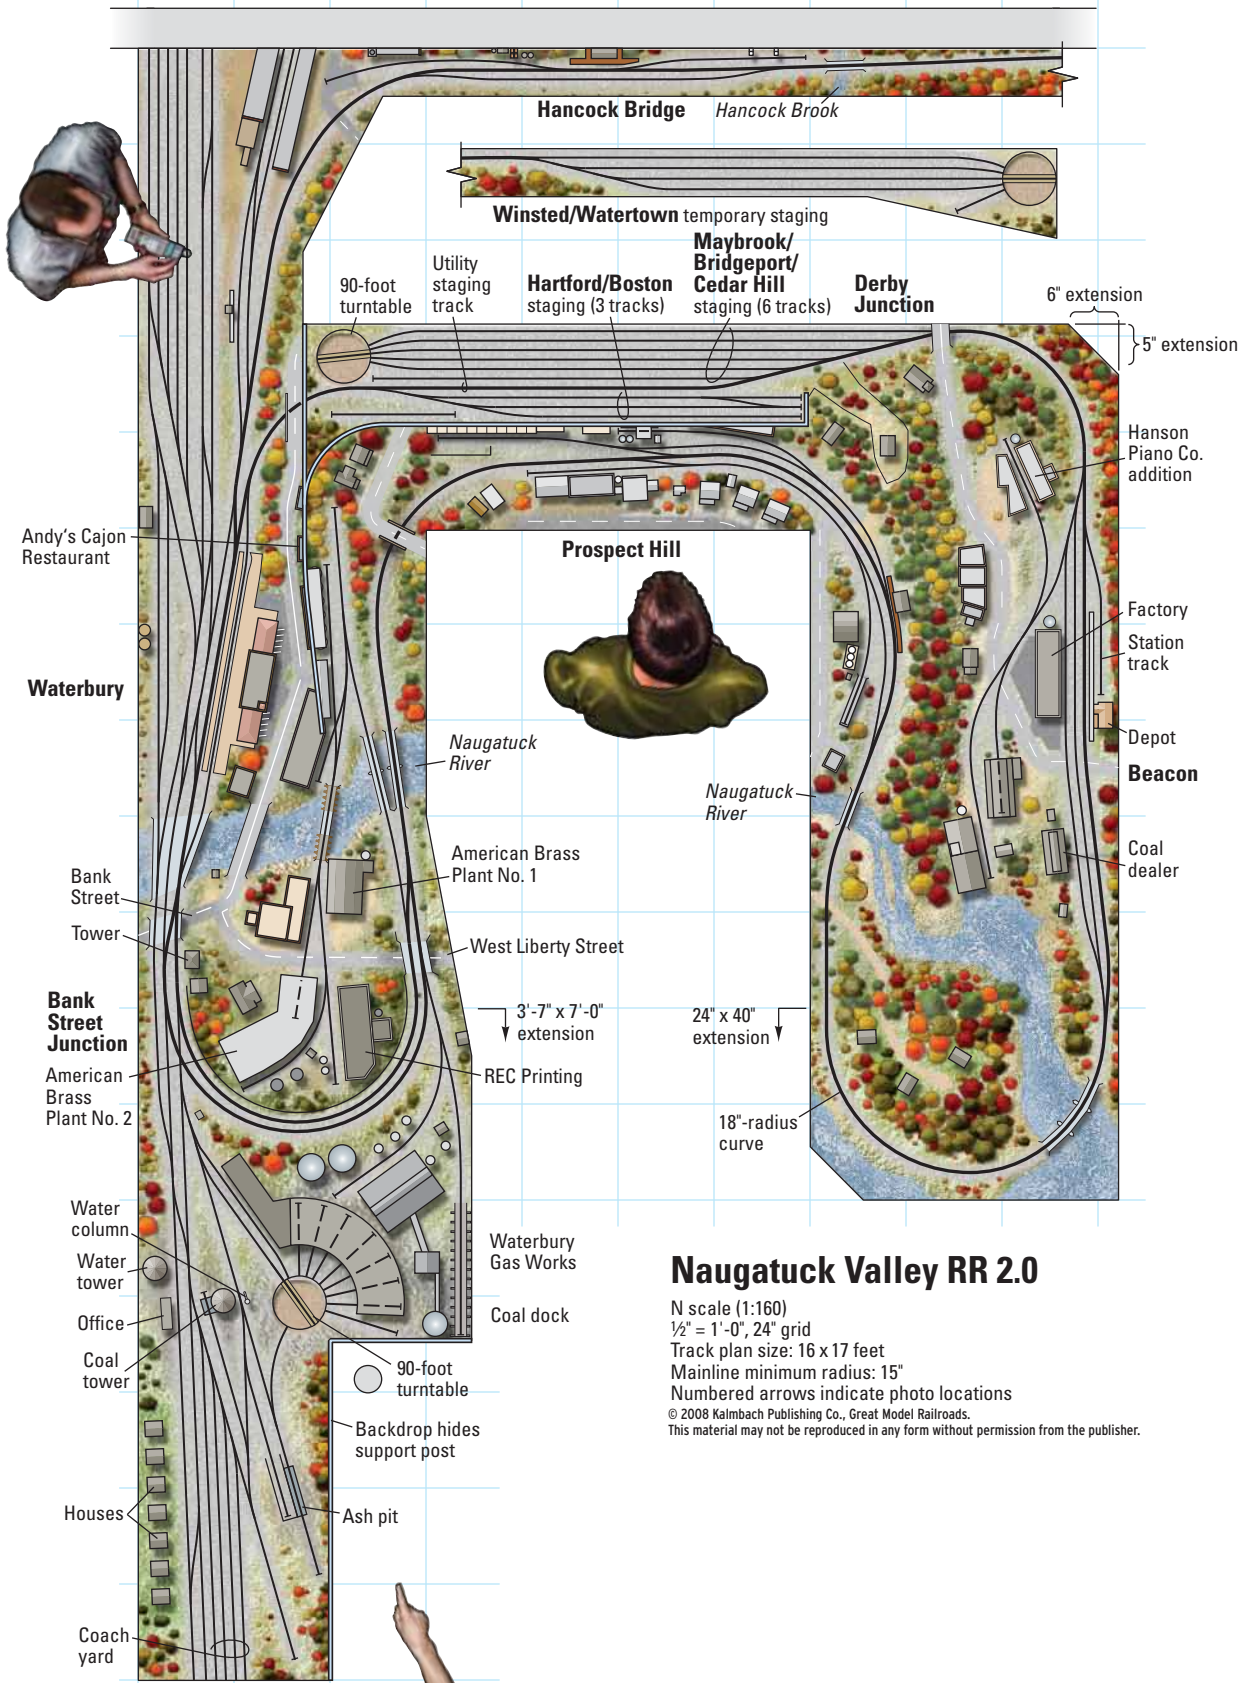 Hancock Bridge
Hancock Brook
Winsted/Watertown temporary staging
90-foot
turntable
Utility
staging
track
Hartford/Boston
staging (3 tracks)
Maybrook/
Bridgeport/
Cedar Hill
staging (6 tracks)
Derby
Junction
6" extension
5" extension
Hanson
Piano Co.
addition
Andy's Cajon
Restaurant
Prospect Hill
Factory
Station
track
Waterbury
Depot
Beacon
Naugatuck
River
Naugatuck
River
American Brass
Plant No. 1
Coal
dealer
Bank
Street
Tower
West Liberty Street
Bank
Street
Junction
3'-7" x 7'-0"
extension
24" x 40"
extension
American
Brass
Plant No. 2
REC Printing
18"-radius
curve
Water
column
Water
tower
Office
Coal
tower
Waterbury
Gas Works
Coal dock
90-foot
turntable
Backdrop hides
support post
Houses
Ash pit
Coach
yard
Naugatuck Valley RR 2.0
N scale (1:160)
½" = 1'-0", 24" grid
Track plan size: 16 x 17 feet
Mainline minimum radius: 15"
Numbered arrows indicate photo locations
© 2008 Kalmbach Publishing Co., Great Model Railroads.
This material may not be reproduced in any form without permission from the publisher.